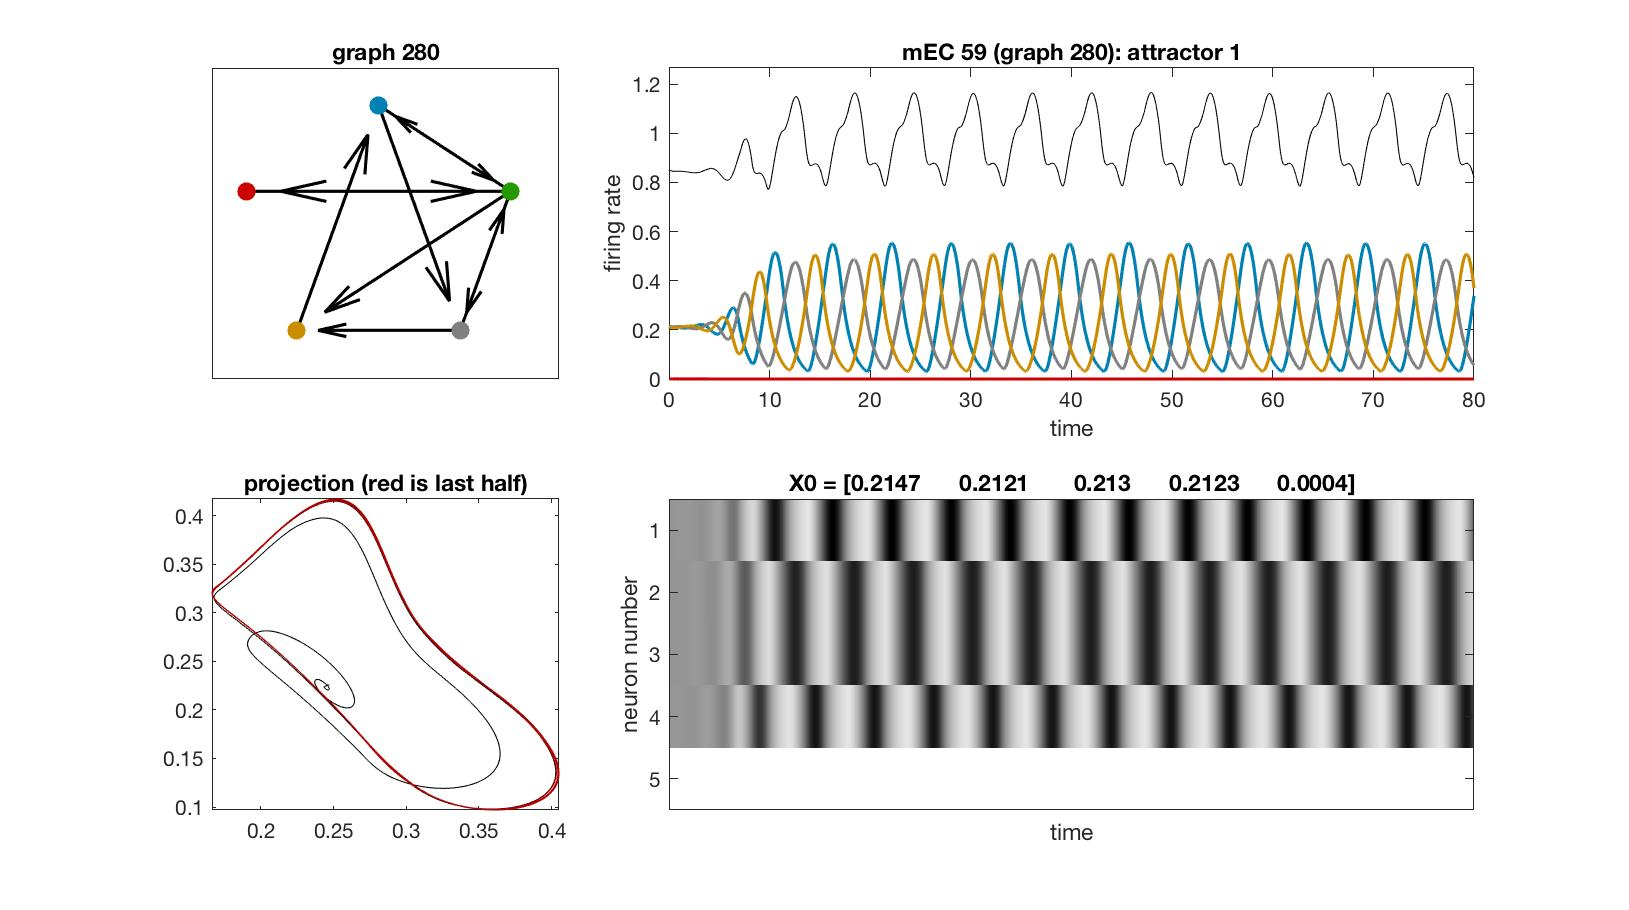 graph 280
mEC 59 (graph 280): attractor 1
firing rate
1.2
1
0.8
0.6
0.4
0.2
0
0 10 20 30 40 50 60 70 80
time
projection (red is last half)
0.4
0.35
0.3
0.25
0.2
0.15
0.1
0.2 0.25 0.3 0.35 0.4
X0 = [0.2147 0.2121 0.213 0.2123 0.0004]
neuron number
1
2
3
4
5
time